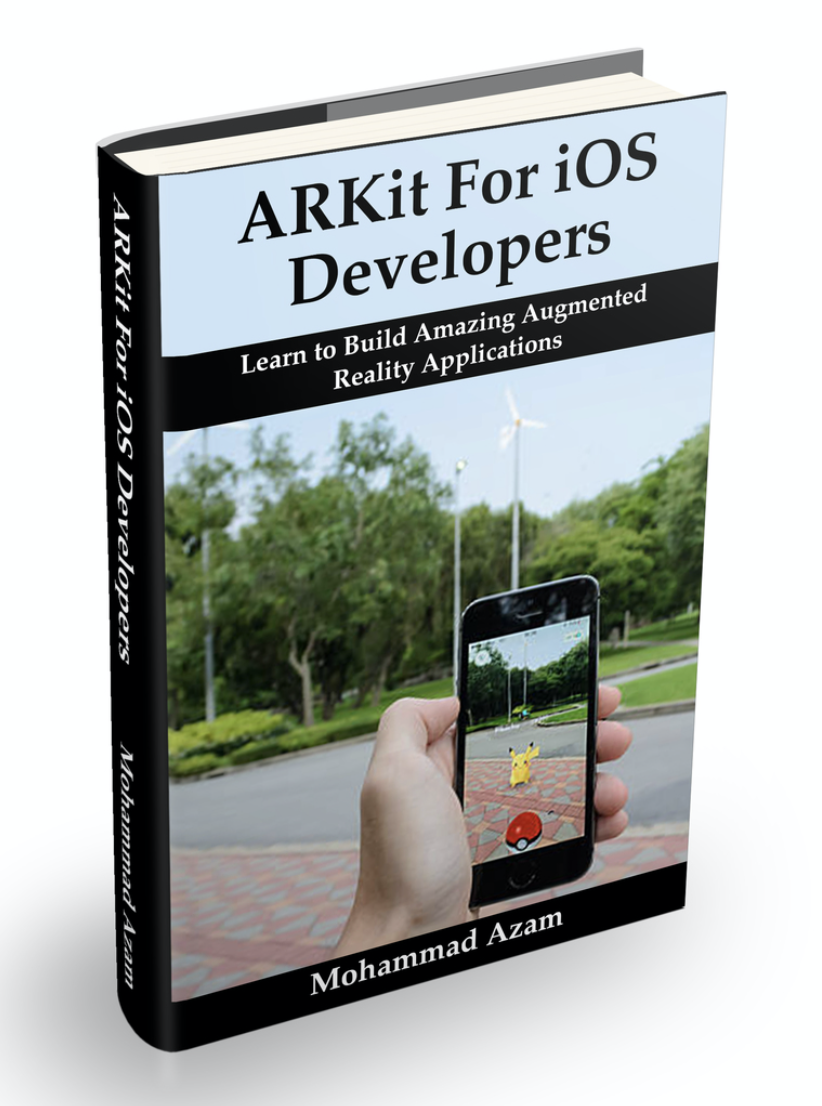 ARKit For iOS
Developers
Learn to Build Amazing Augmented
Reality Applications
Mohammad Azam
ARKit For iOS Developers Mohammad Azam